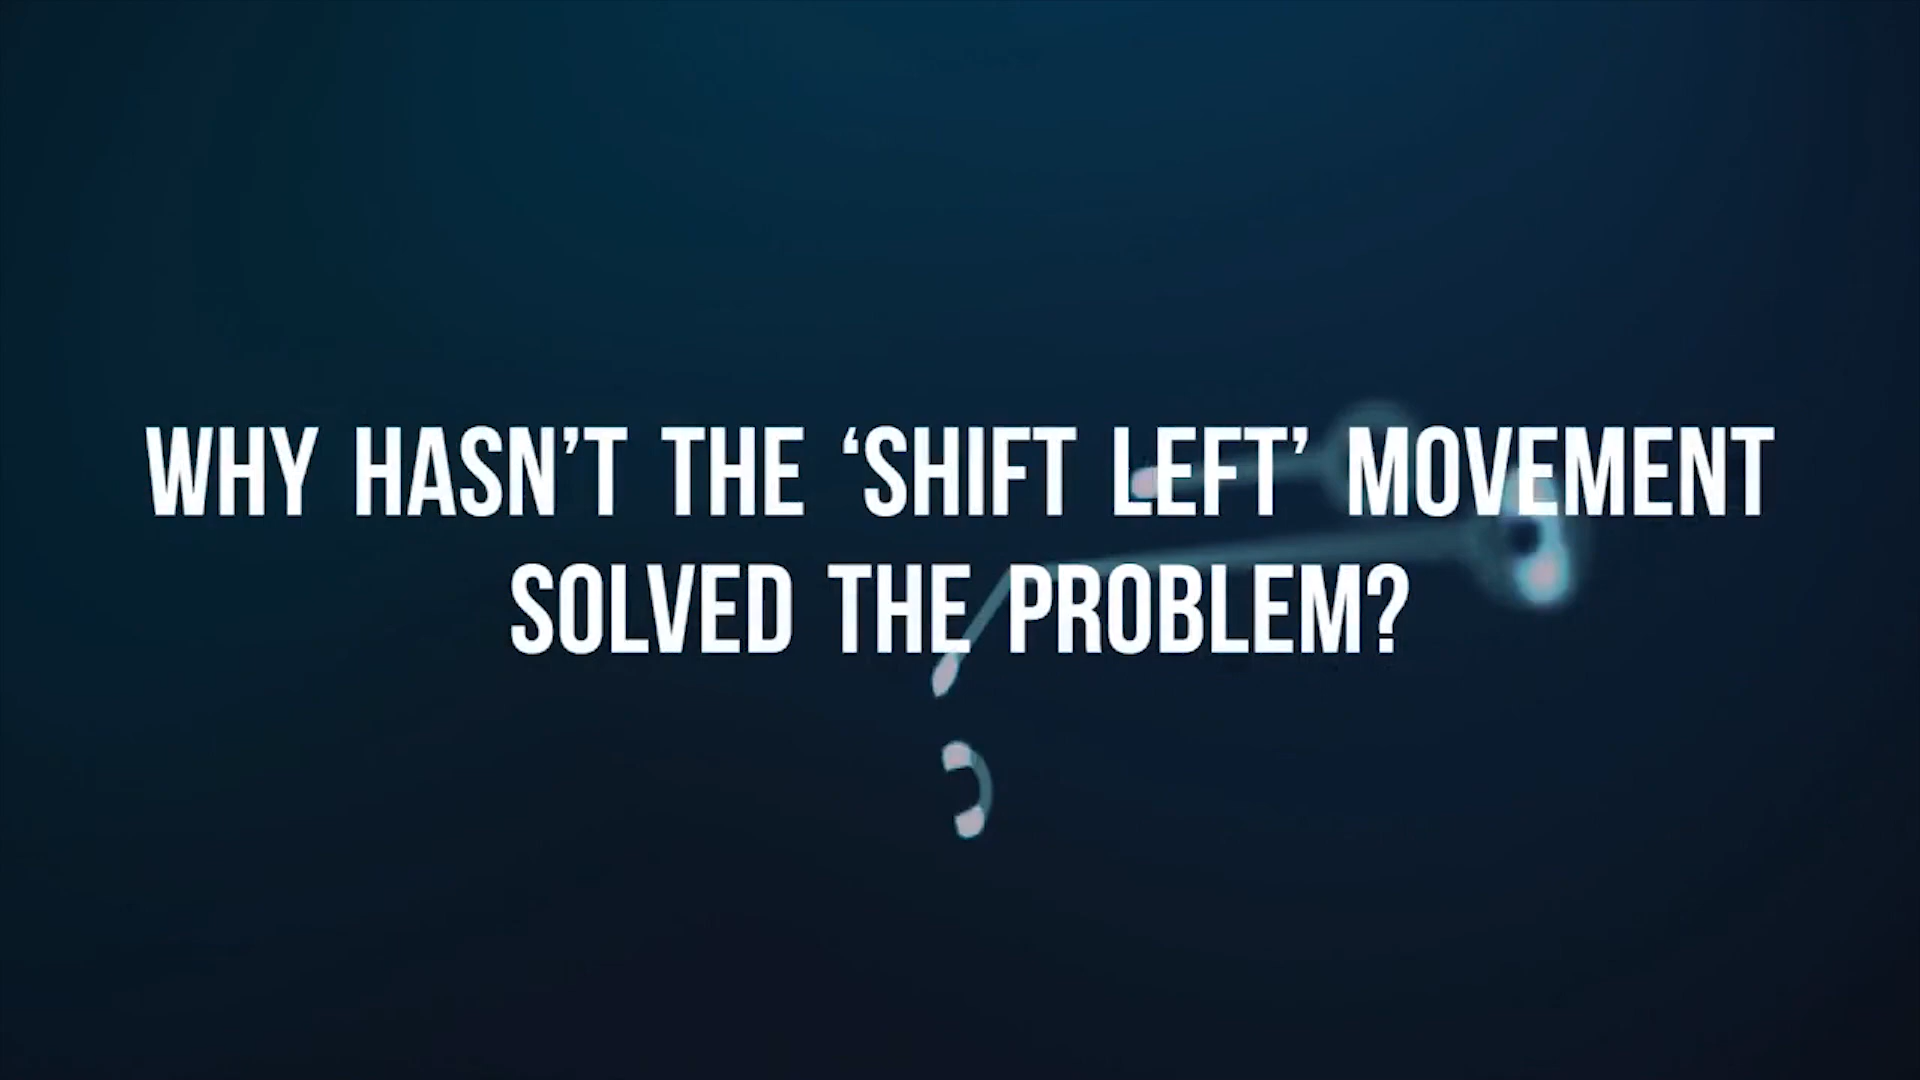 WHY HASN’T THE ‘SHIFT LEFT’ MOVEMENT
SOLVED THE PROBLEM?